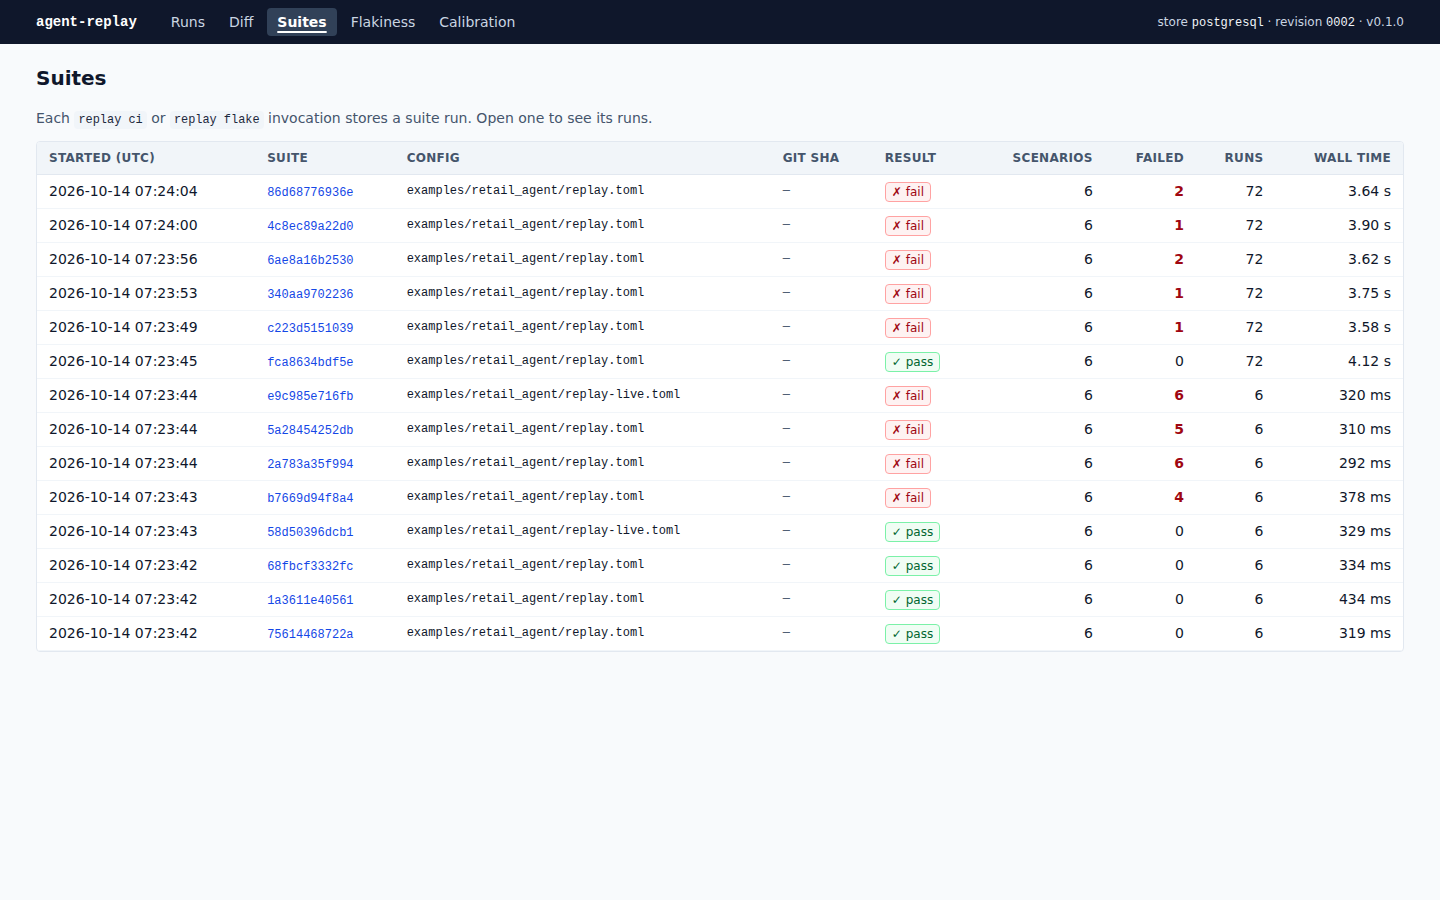 agent-replay Runs Diff Suites Flakiness Calibration store postgresql · revision 0002 · v0.1.0
Suites
Each replay ci or replay flake invocation stores a suite run. Open one to see its runs.
STARTED (UTC) SUITE CONFIG GIT SHA RESULT SCENARIOS FAILED RUNS WALL TIME
2026-10-14 07:24:04 86d68776936e examples/retail_agent/replay.toml — ✗ fail 6 2 72 3.64 s
2026-10-14 07:24:00 4c8ec89a22d0 examples/retail_agent/replay.toml — ✗ fail 6 1 72 3.90 s
2026-10-14 07:23:56 6ae8a16b2530 examples/retail_agent/replay.toml — ✗ fail 6 2 72 3.62 s
2026-10-14 07:23:53 340aa9702236 examples/retail_agent/replay.toml — ✗ fail 6 1 72 3.75 s
2026-10-14 07:23:49 c223d5151039 examples/retail_agent/replay.toml — ✗ fail 6 1 72 3.58 s
2026-10-14 07:23:45 fca8634bdf5e examples/retail_agent/replay.toml — ✓ pass 6 0 72 4.12 s
2026-10-14 07:23:44 e9c985e716fb examples/retail_agent/replay-live.toml — ✗ fail 6 6 6 320 ms
2026-10-14 07:23:44 5a28454252db examples/retail_agent/replay.toml — ✗ fail 6 5 6 310 ms
2026-10-14 07:23:44 2a783a35f994 examples/retail_agent/replay.toml — ✗ fail 6 6 6 292 ms
2026-10-14 07:23:43 b7669d94f8a4 examples/retail_agent/replay.toml — ✗ fail 6 4 6 378 ms
2026-10-14 07:23:43 58d50396dcb1 examples/retail_agent/replay-live.toml — ✓ pass 6 0 6 329 ms
2026-10-14 07:23:42 68fbcf3332fc examples/retail_agent/replay.toml — ✓ pass 6 0 6 334 ms
2026-10-14 07:23:42 1a3611e40561 examples/retail_agent/replay.toml — ✓ pass 6 0 6 434 ms
2026-10-14 07:23:42 75614468722a examples/retail_agent/replay.toml — ✓ pass 6 0 6 319 ms